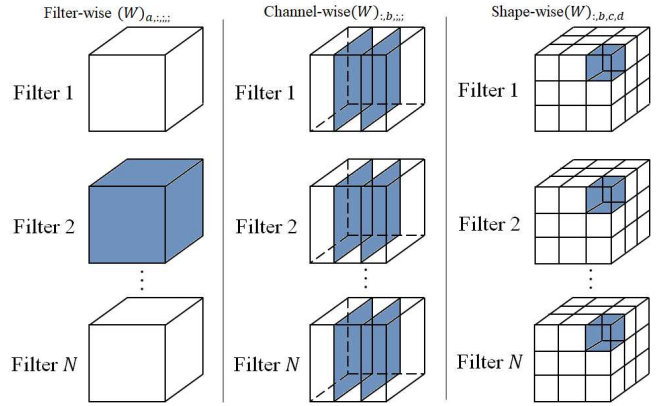 Filter-wise (W)ₐ,:,:,:
Filter 1
Filter 2
⋮
Filter N
Channel-wise(W):,b,:,:
Filter 1
Filter 2
⋮
Filter N
Shape-wise(W):,b,c,d
Filter 1
Filter 2
⋮
Filter N